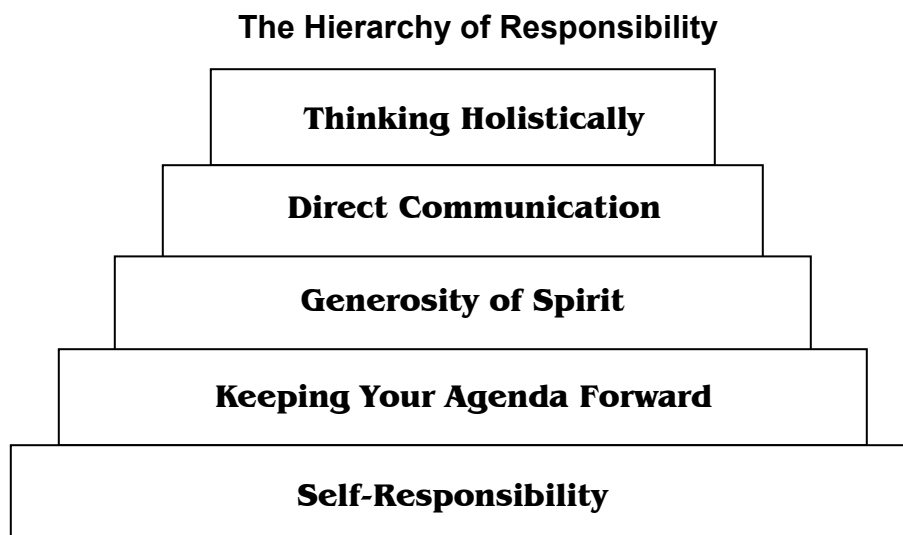 The Hierarchy of Responsibility
Thinking Holistically
Direct Communication
Generosity of Spirit
Keeping Your Agenda Forward
Self-Responsibility